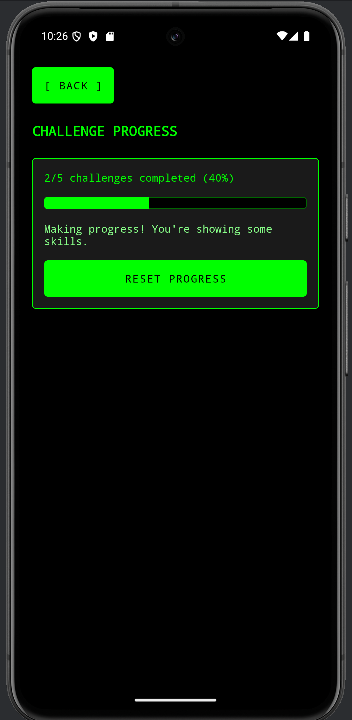 10:26
[ BACK ]
CHALLENGE PROGRESS
2/5 challenges completed (40%)
Making progress! You're showing some
skills.
RESET PROGRESS